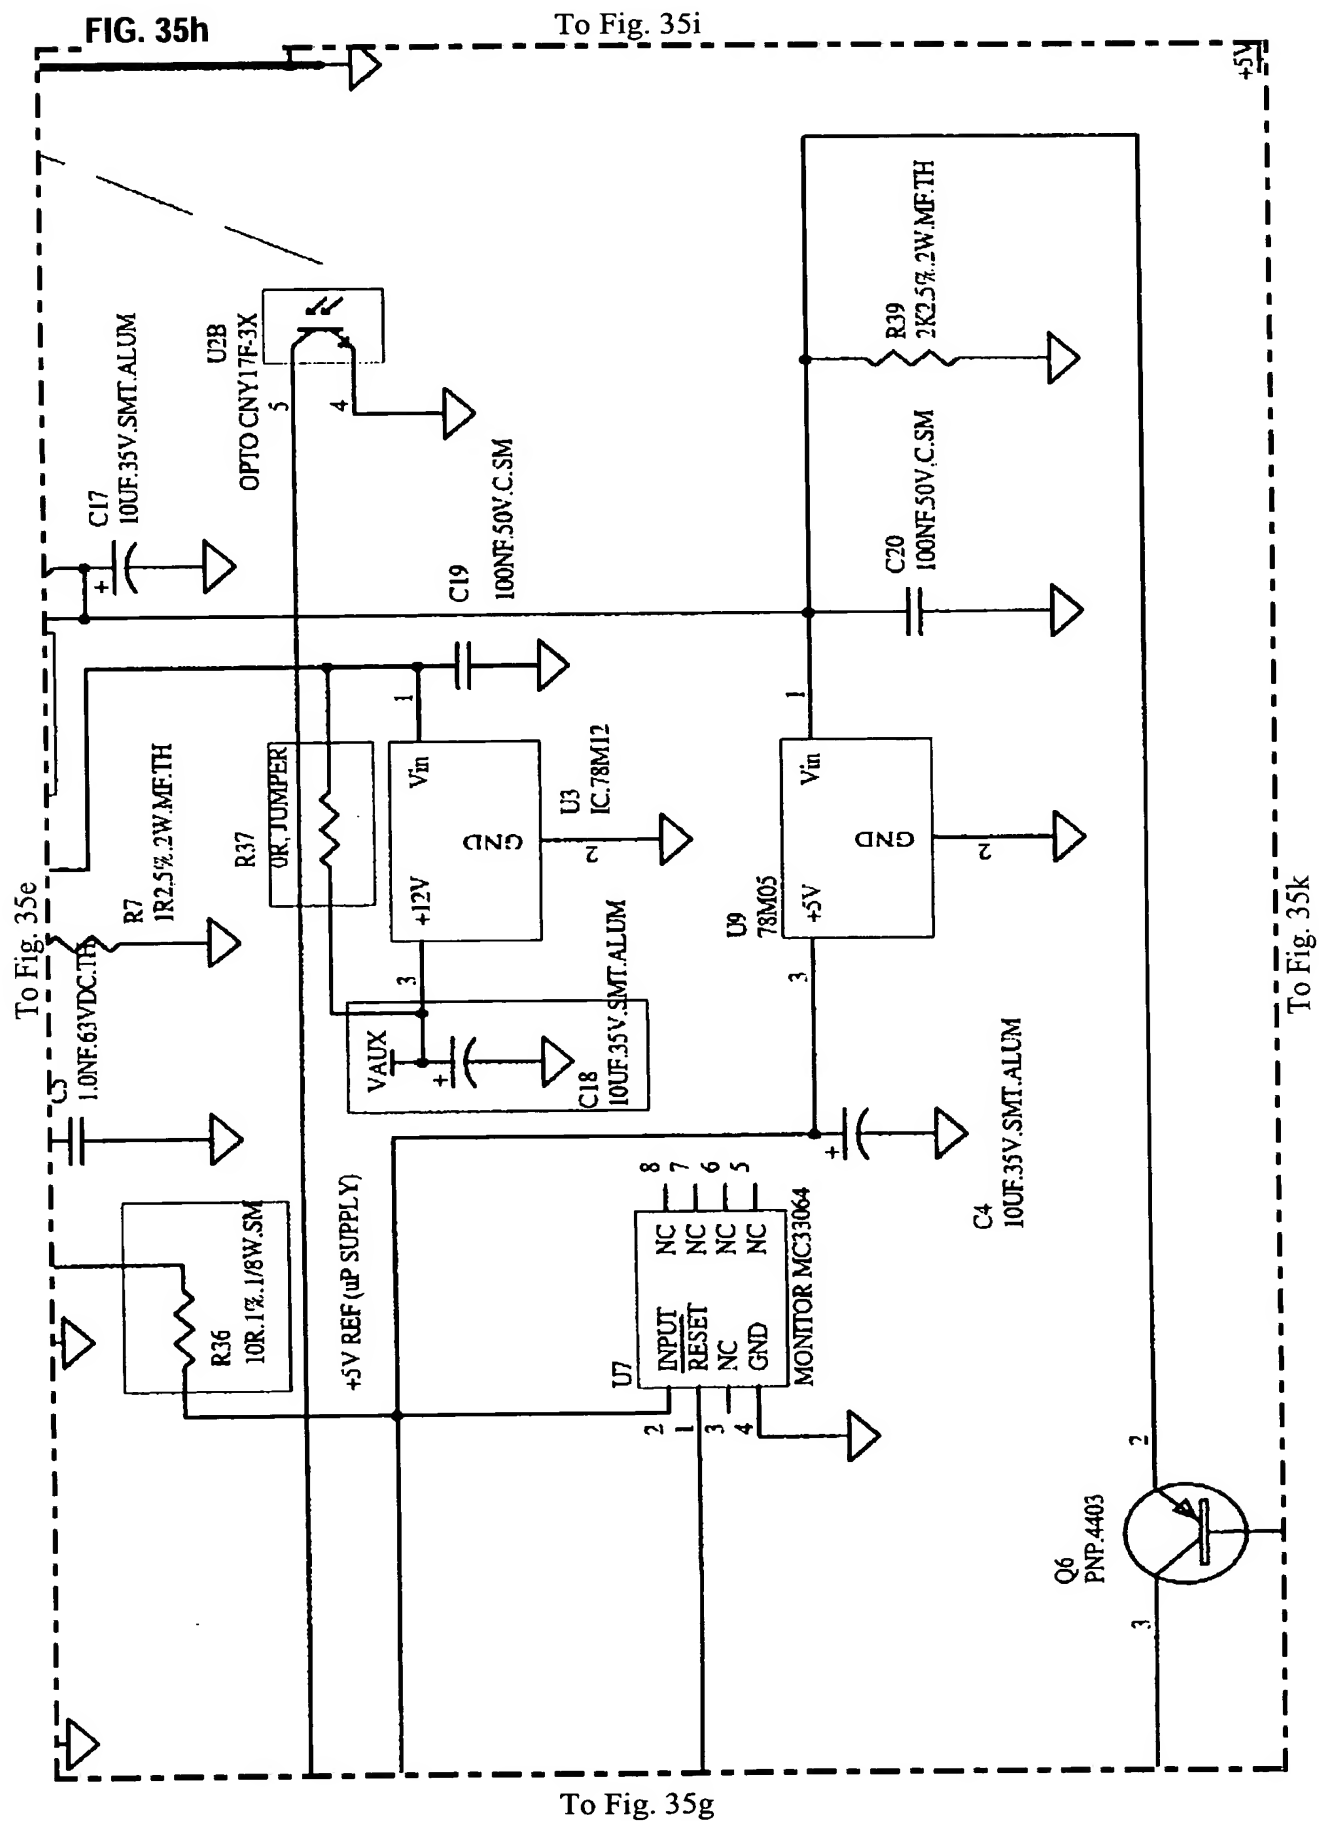 FIG. 35h
To Fig. 35i
+5V
C17
10UF.35V.SMT.ALUM
U2B
OPTO CNY17F-3X
5
4
R39
2K2.5%.2W.MF.TH
C19
100NF.50V.C.SM
C20
100NF.50V.C.SM
To Fig. 35e
R7
1R2.5%.2W.MF.TH
C5
1.0NF.63VDC.TH
R37
0R, JUMPER
1
Vin
GND
+12V
2
3
U3
IC.78M12
VAUX
+
C18
10UF.35V.SMT.ALUM
1
Vin
GND
+5V
2
3
U9
78M05
+
C4
10UF.35V.SMT.ALUM
R36
10R.1%.1/8W.SM
+5V REF (uP SUPPLY)
U7
INPUT
RESET
NC
GND
NC
NC
NC
NC
8
7
6
5
2
1
3
4
MONITOR MC33064
+
2
Q6
PNP.4403
3
To Fig. 35k
To Fig. 35g